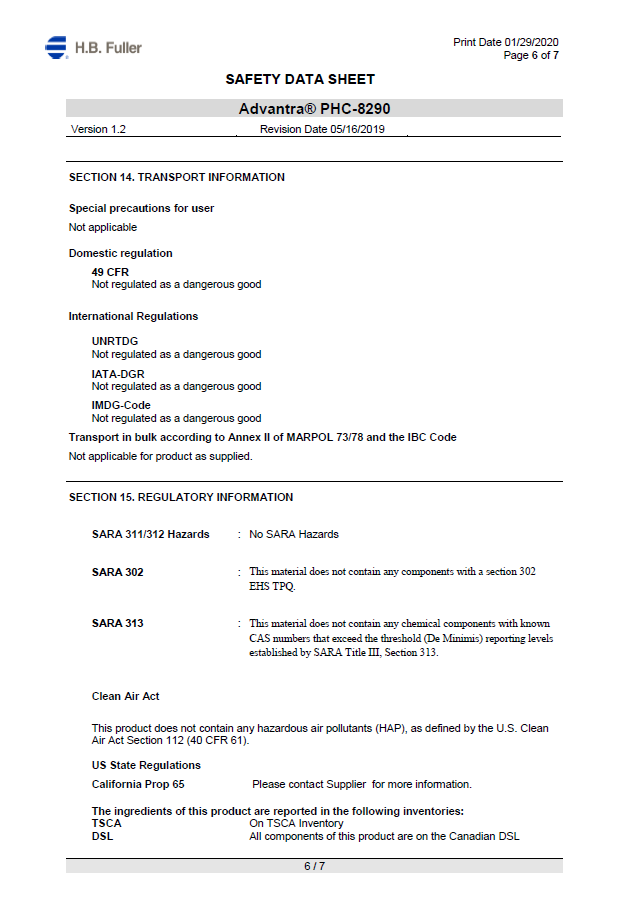 H.B. Fuller
Print Date 01/29/2020
Page 6 of 7
SAFETY DATA SHEET
Advantra® PHC-8290
Version 1.2 Revision Date 05/16/2019
SECTION 14. TRANSPORT INFORMATION
Special precautions for user
Not applicable
Domestic regulation
49 CFR
Not regulated as a dangerous good
International Regulations
UNRTDG
Not regulated as a dangerous good
IATA-DGR
Not regulated as a dangerous good
IMDG-Code
Not regulated as a dangerous good
Transport in bulk according to Annex II of MARPOL 73/78 and the IBC Code
Not applicable for product as supplied.
SECTION 15. REGULATORY INFORMATION
SARA 311/312 Hazards : No SARA Hazards
SARA 302 : This material does not contain any components with a section 302
EHS TPQ.
SARA 313 : This material does not contain any chemical components with known
CAS numbers that exceed the threshold (De Minimis) reporting levels
established by SARA Title III, Section 313.
Clean Air Act
This product does not contain any hazardous air pollutants (HAP), as defined by the U.S. Clean
Air Act Section 112 (40 CFR 61).
US State Regulations
California Prop 65 Please contact Supplier for more information.
The ingredients of this product are reported in the following inventories:
TSCA On TSCA Inventory
DSL All components of this product are on the Canadian DSL
6 / 7